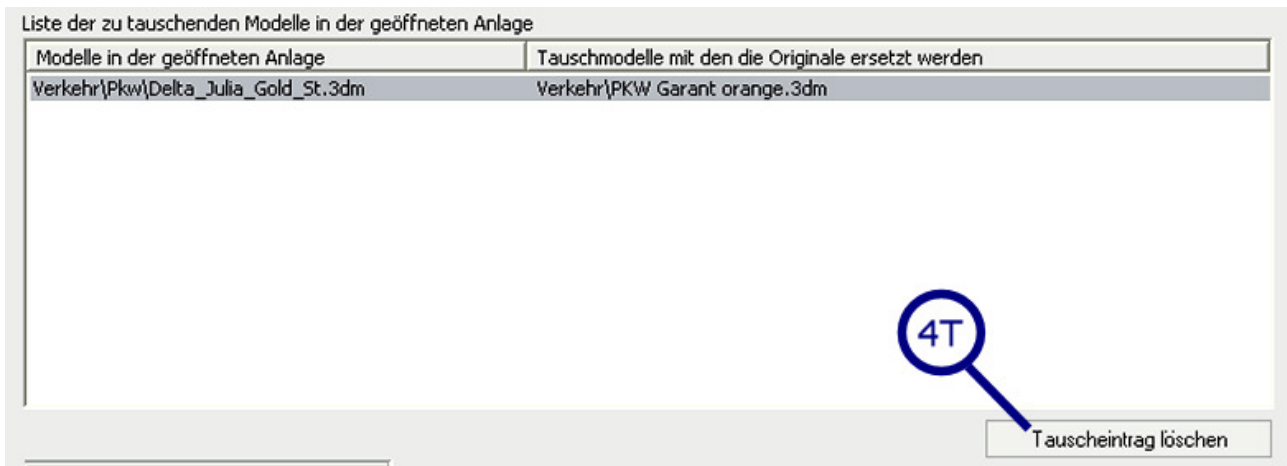 Liste der zu tauschenden Modelle in der geöffneten Anlage
Modelle in der geöffneten Anlage Tauschmodelle mit den die Originale ersetzt werden
Verkehr\Pkw\Delta_Julia_Gold_St.3dm Verkehr\PKW Garant orange.3dm
4T
Tauscheintrag löschen